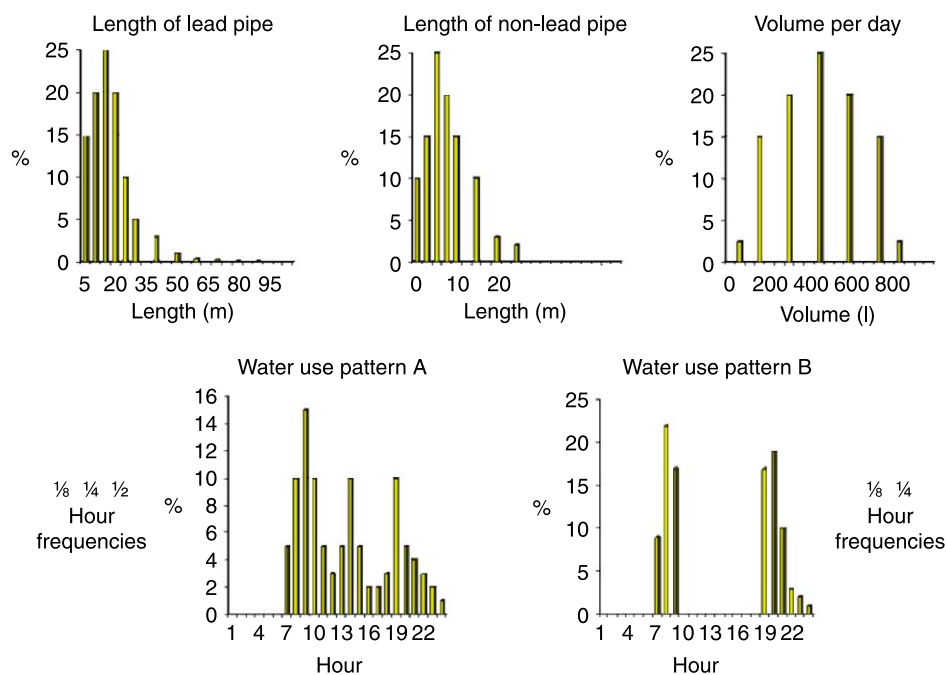 Length of lead pipe
25
20
15
%
10
5
0
5 20 35 50 65 80 95
Length (m)
Length of non-lead pipe
25
20
15
%
10
5
0
0 10 20
Length (m)
Volume per day
25
20
15
%
10
5
0
0 200 400 600 800
Volume (l)
Water use pattern A
16
14
12
10
8
6
4
2
0
%
⅛ ¼ ½
Hour
frequencies
1 4 7 10 13 16 19 22
Hour
Water use pattern B
25
20
15
%
10
5
0
1 4 7 10 13 16 19 22
Hour
⅛ ¼
Hour
frequencies